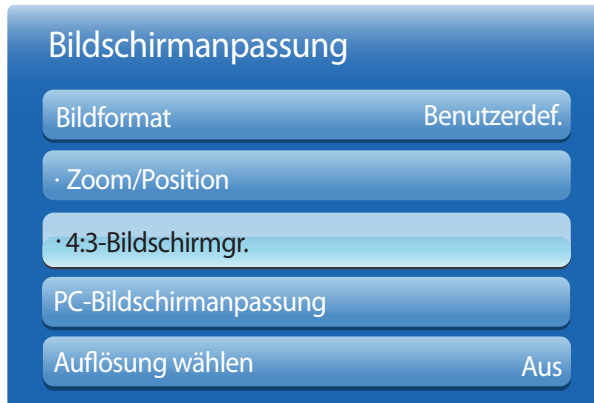 Bildschirmanpassung
Bildformat Benutzerdef.
· Zoom/Position
· 4:3-Bildschirmgr.
PC-Bildschirmanpassung
Auflösung wählen Aus